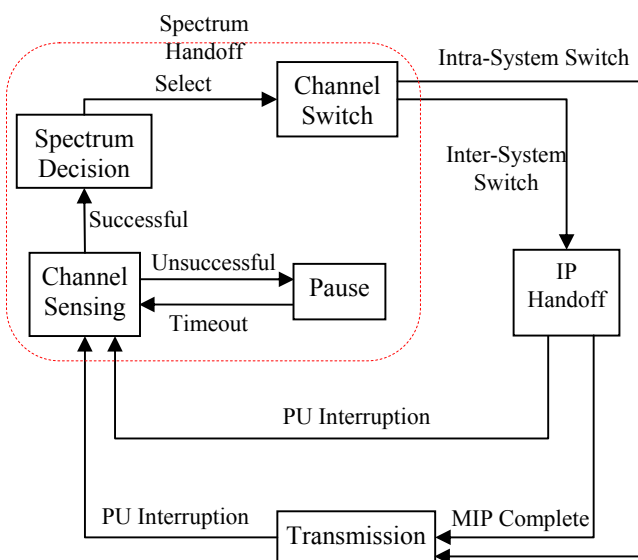 Spectrum
Handoff
Intra-System Switch
Select
Channel
Switch
Spectrum
Decision
Inter-System
Switch
Successful
Channel
Sensing
Unsuccessful
Pause
Timeout
IP
Handoff
PU Interruption
PU Interruption
MIP Complete
Transmission